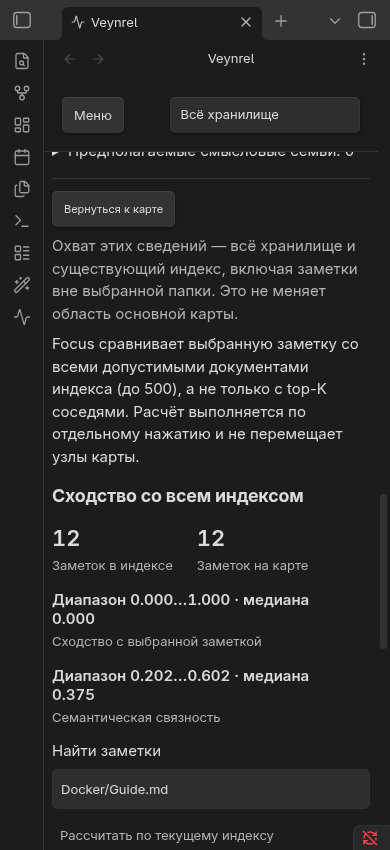 Veynrel
Veynrel
Меню
Всё хранилище
Предполагаемые смысловые семьи: 0
Вернуться к карте
Охват этих сведений — всё хранилище и
существующий индекс, включая заметки
вне выбранной папки. Это не меняет
область основной карты.
Focus сравнивает выбранную заметку со
всеми допустимыми документами
индекса (до 500), а не только с top-K
соседями. Расчёт выполняется по
отдельному нажатию и не перемещает
узлы карты.
Сходство со всем индексом
12 12
Заметок в индексе Заметок на карте
Диапазон 0.000…1.000 · медиана
0.000
Сходство с выбранной заметкой
Диапазон 0.202…0.602 · медиана
0.375
Семантическая связность
Найти заметки
Docker/Guide.md
Рассчитать по текущему индексу